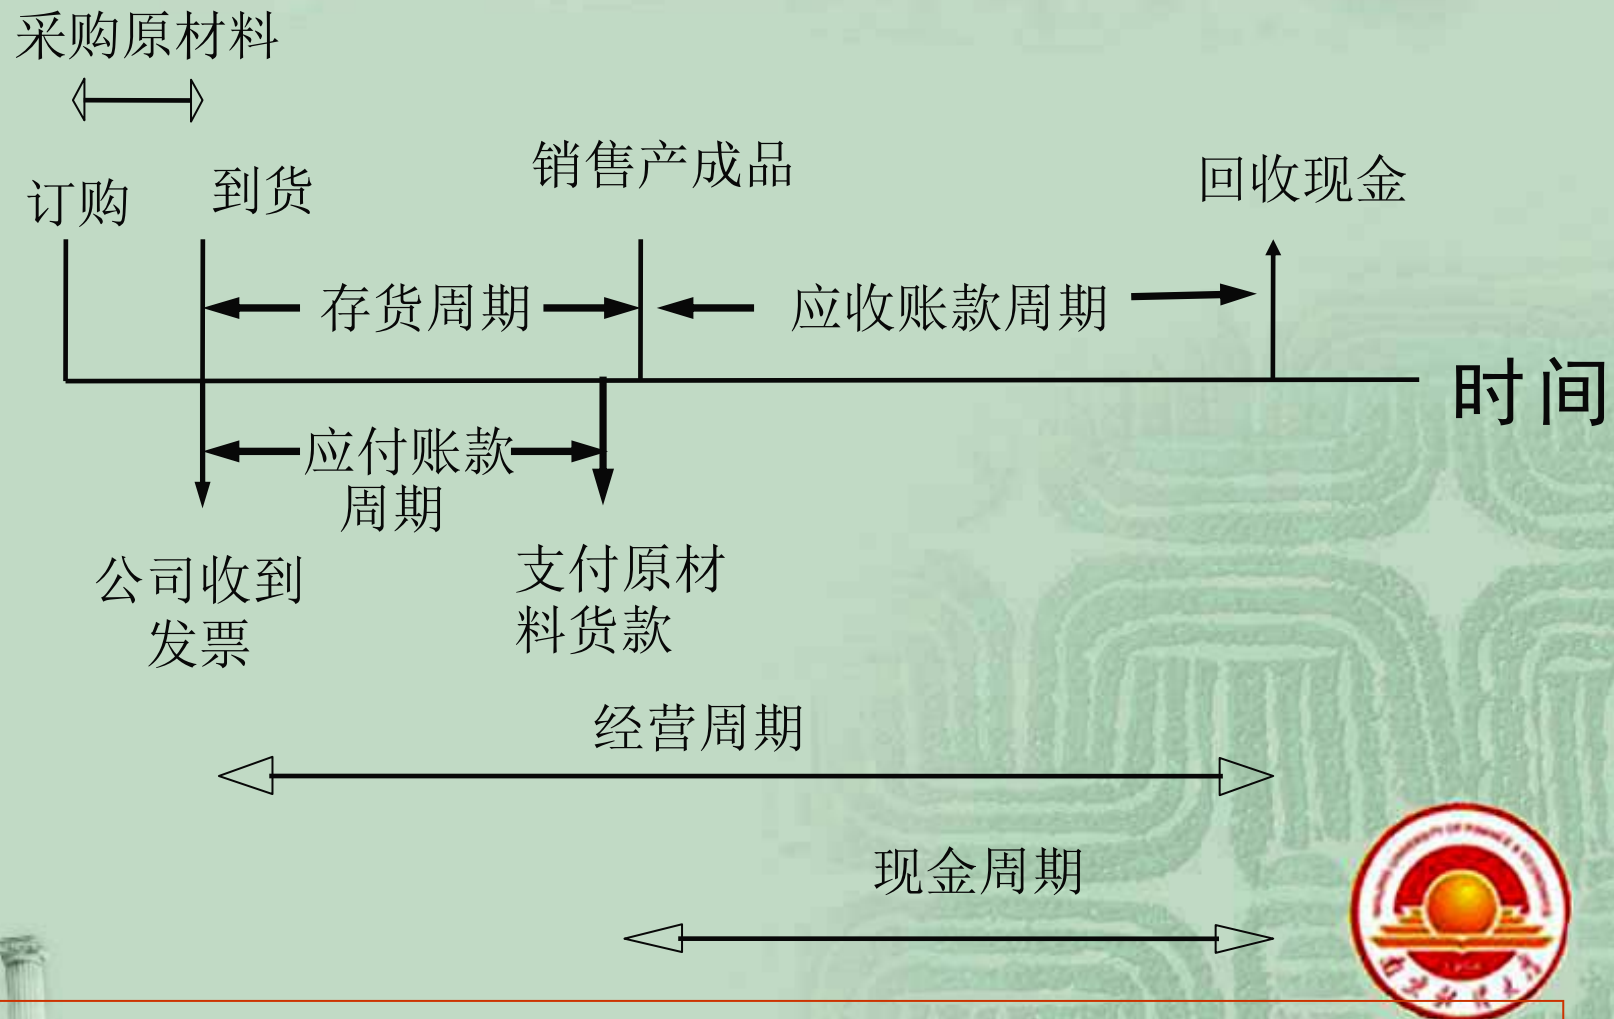 采购原材料
订购
到货
销售产成品
回收现金
存货周期
应收账款周期
时间
应付账款
周期
公司收到
发票
支付原材
料货款
经营周期
现金周期